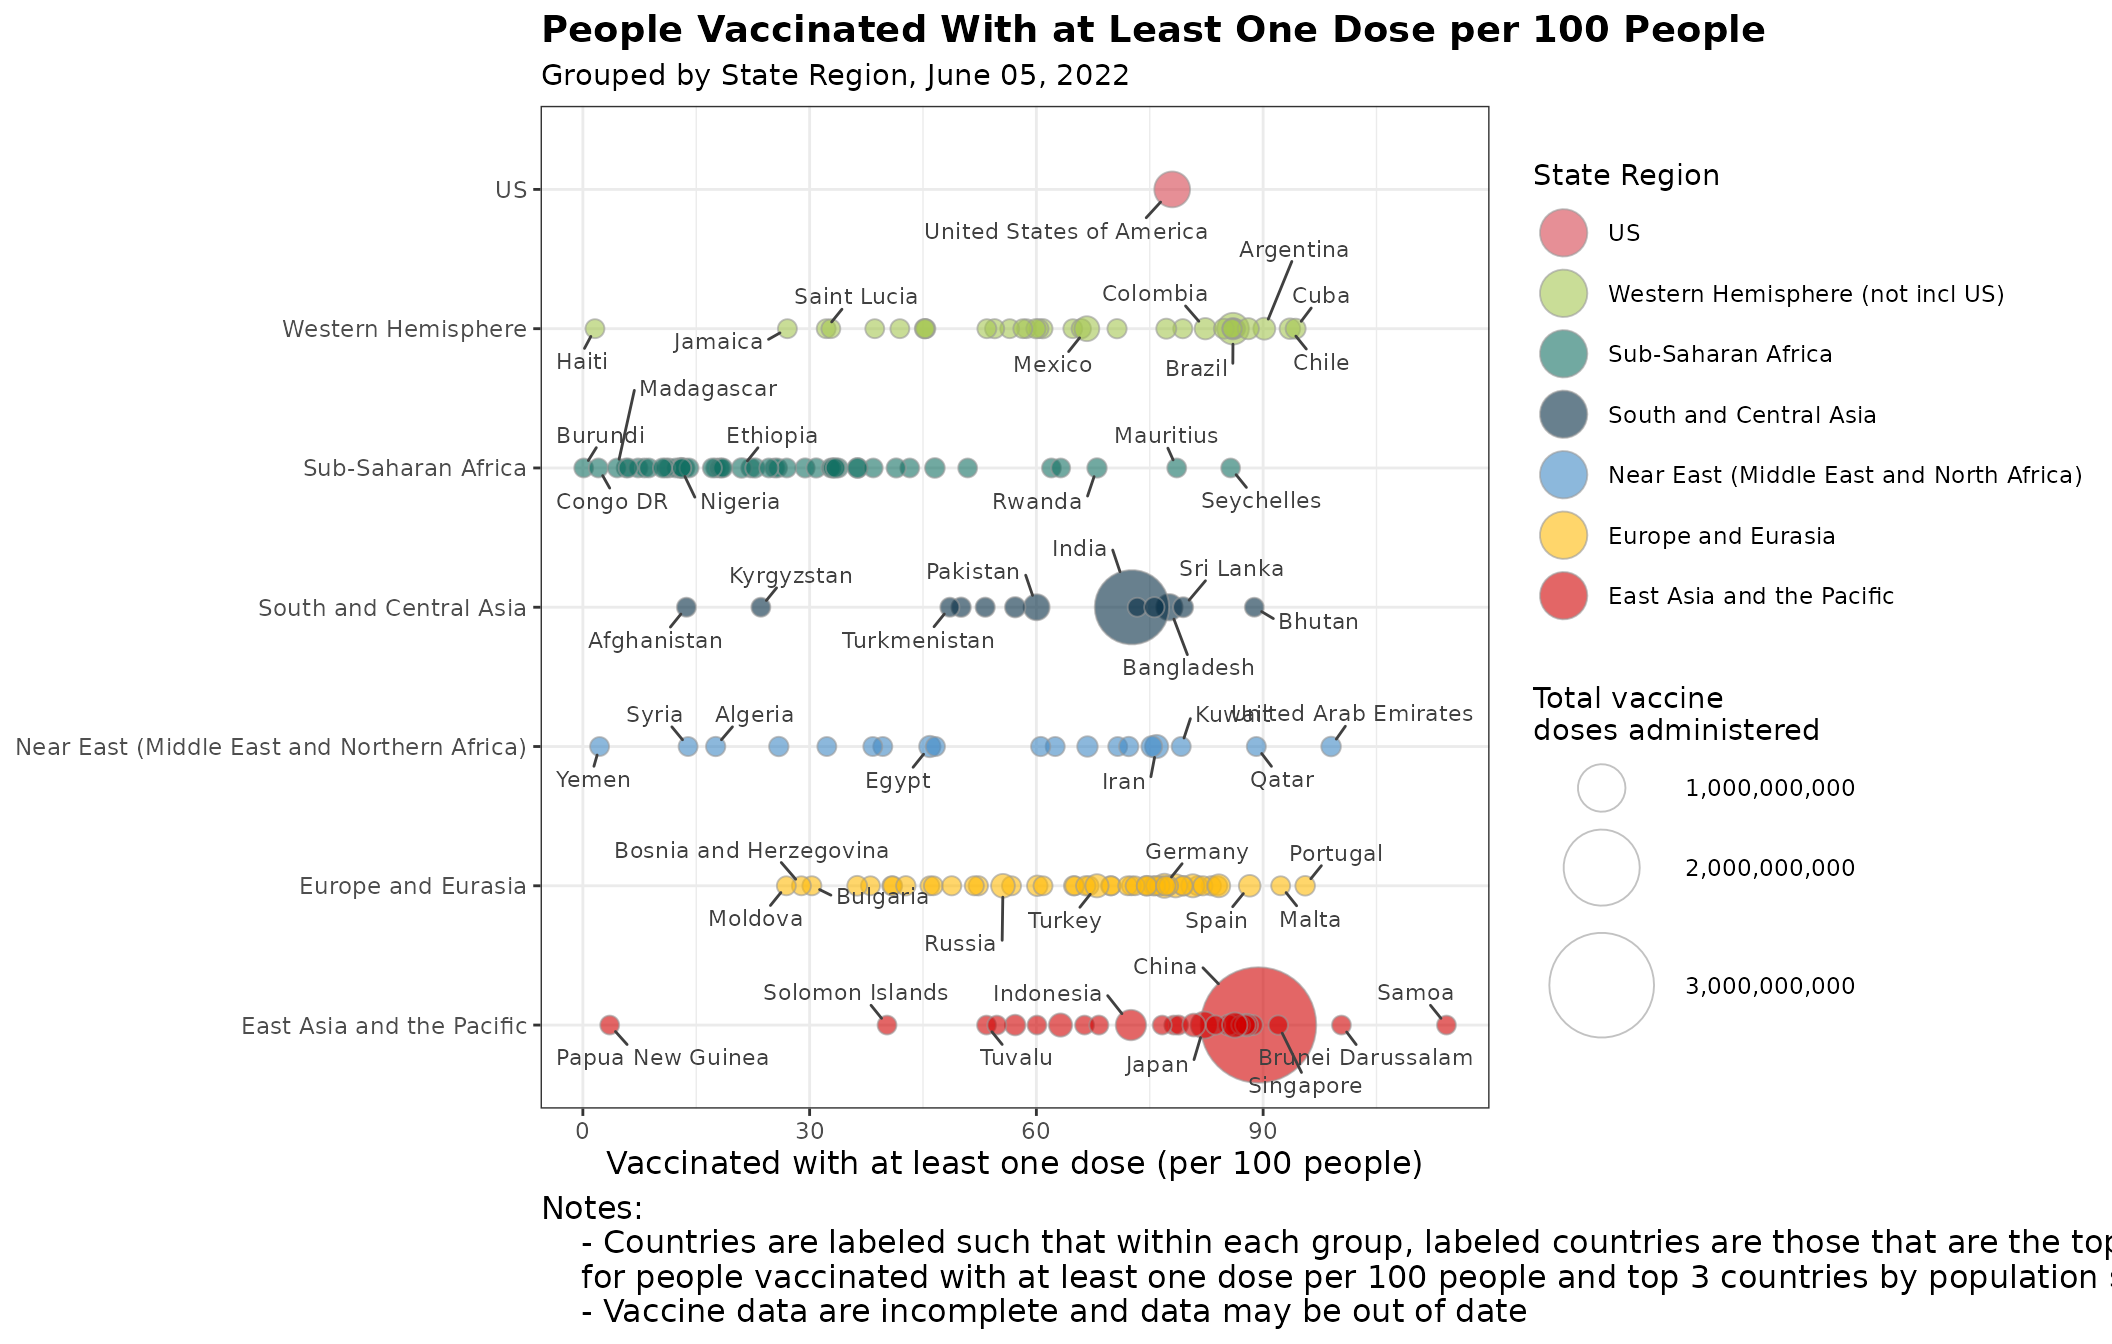 People Vaccinated With at Least One Dose per 100 People
Grouped by State Region, June 05, 2022
US
United States of America
Argentina
Saint Lucia
Colombia
Cuba
Western Hemisphere
Jamaica
Haiti
Mexico
Brazil
Chile
Madagascar
Burundi
Ethiopia
Mauritius
Sub-Saharan Africa
Congo DR
Nigeria
Rwanda
Seychelles
India
Kyrgyzstan
Pakistan
Sri Lanka
South and Central Asia
Afghanistan
Turkmenistan
Bhutan
Bangladesh
Syria
Algeria
Kuwait
United Arab Emirates
Near East (Middle East and Northern Africa)
Yemen
Egypt
Iran
Qatar
Bosnia and Herzegovina
Germany
Portugal
Europe and Eurasia
Bulgaria
Moldova
Turkey
Spain
Malta
Russia
China
Solomon Islands
Indonesia
Samoa
East Asia and the Pacific
Papua New Guinea
Tuvalu
Japan
Brunei Darussalam
Singapore
0
30
60
90
Vaccinated with at least one dose (per 100 people)
State Region
US
Western Hemisphere (not incl US)
Sub-Saharan Africa
South and Central Asia
Near East (Middle East and North Africa)
Europe and Eurasia
East Asia and the Pacific
Total vaccine
doses administered
1,000,000,000
2,000,000,000
3,000,000,000
Notes:
- Countries are labeled such that within each group, labeled countries are those that are the top
for people vaccinated with at least one dose per 100 people and top 3 countries by population
- Vaccine data are incomplete and data may be out of date